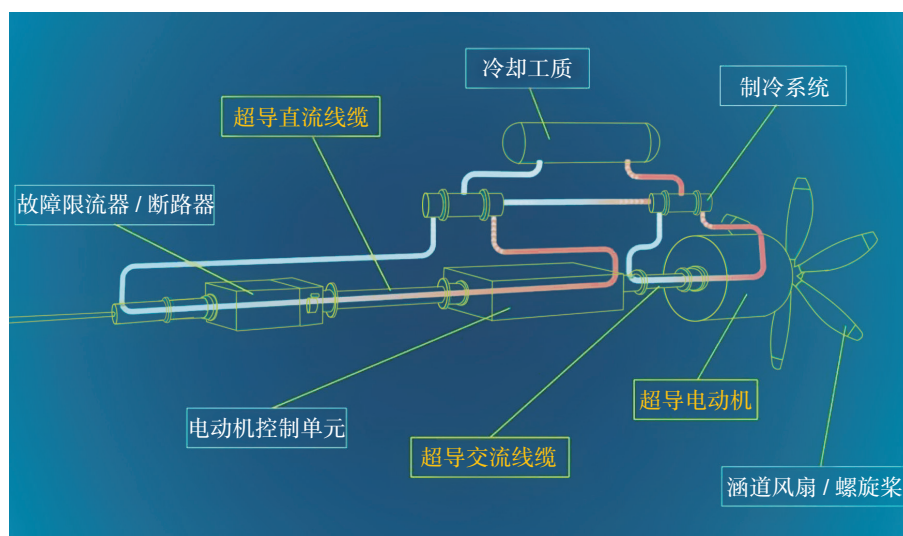 冷却工质
制冷系统
超导直流线缆
故障限流器 / 断路器
超导电动机
电动机控制单元
超导交流线缆
涵道风扇 / 螺旋桨